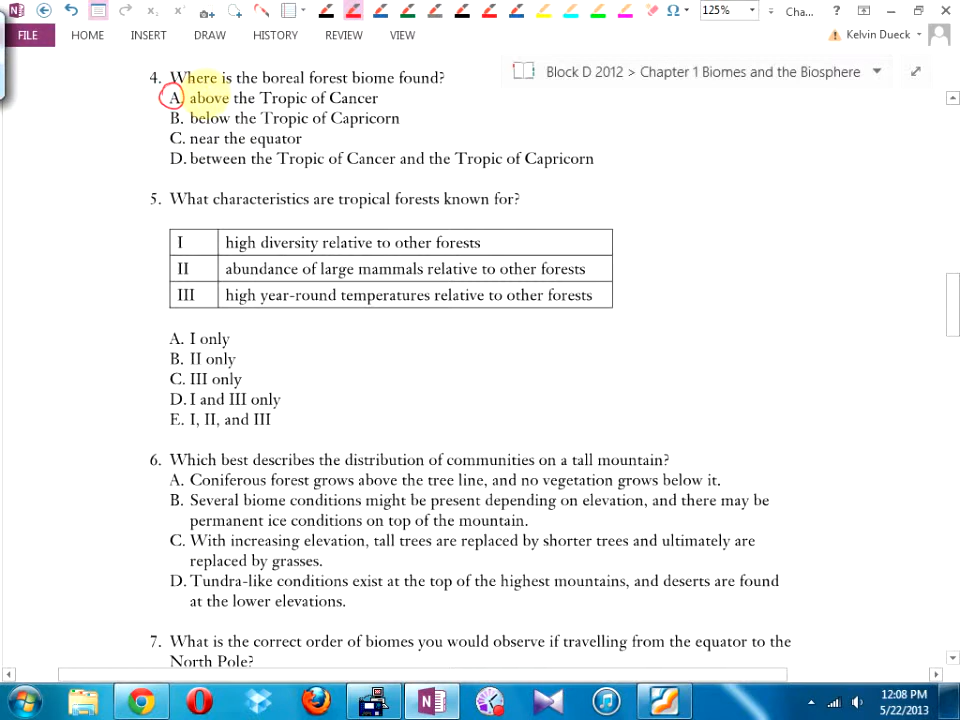 125% Cha... ?
FILE HOME INSERT DRAW HISTORY REVIEW VIEW Kelvin Dueck
Block D 2012 > Chapter 1 Biomes and the Biosphere
4. Where is the boreal forest biome found?
A. above the Tropic of Cancer
B. below the Tropic of Capricorn
C. near the equator
D. between the Tropic of Cancer and the Tropic of Capricorn
5. What characteristics are tropical forests known for?
I high diversity relative to other forests
II abundance of large mammals relative to other forests
III high year-round temperatures relative to other forests
A. I only
B. II only
C. III only
D. I and III only
E. I, II, and III
6. Which best describes the distribution of communities on a tall mountain?
A. Coniferous forest grows above the tree line, and no vegetation grows below it.
B. Several biome conditions might be present depending on elevation, and there may be
permanent ice conditions on top of the mountain.
C. With increasing elevation, tall trees are replaced by shorter trees and ultimately are
replaced by grasses.
D. Tundra-like conditions exist at the top of the highest mountains, and deserts are found
at the lower elevations.
7. What is the correct order of biomes you would observe if travelling from the equator to the
North Pole?
12:08 PM
5/22/2013